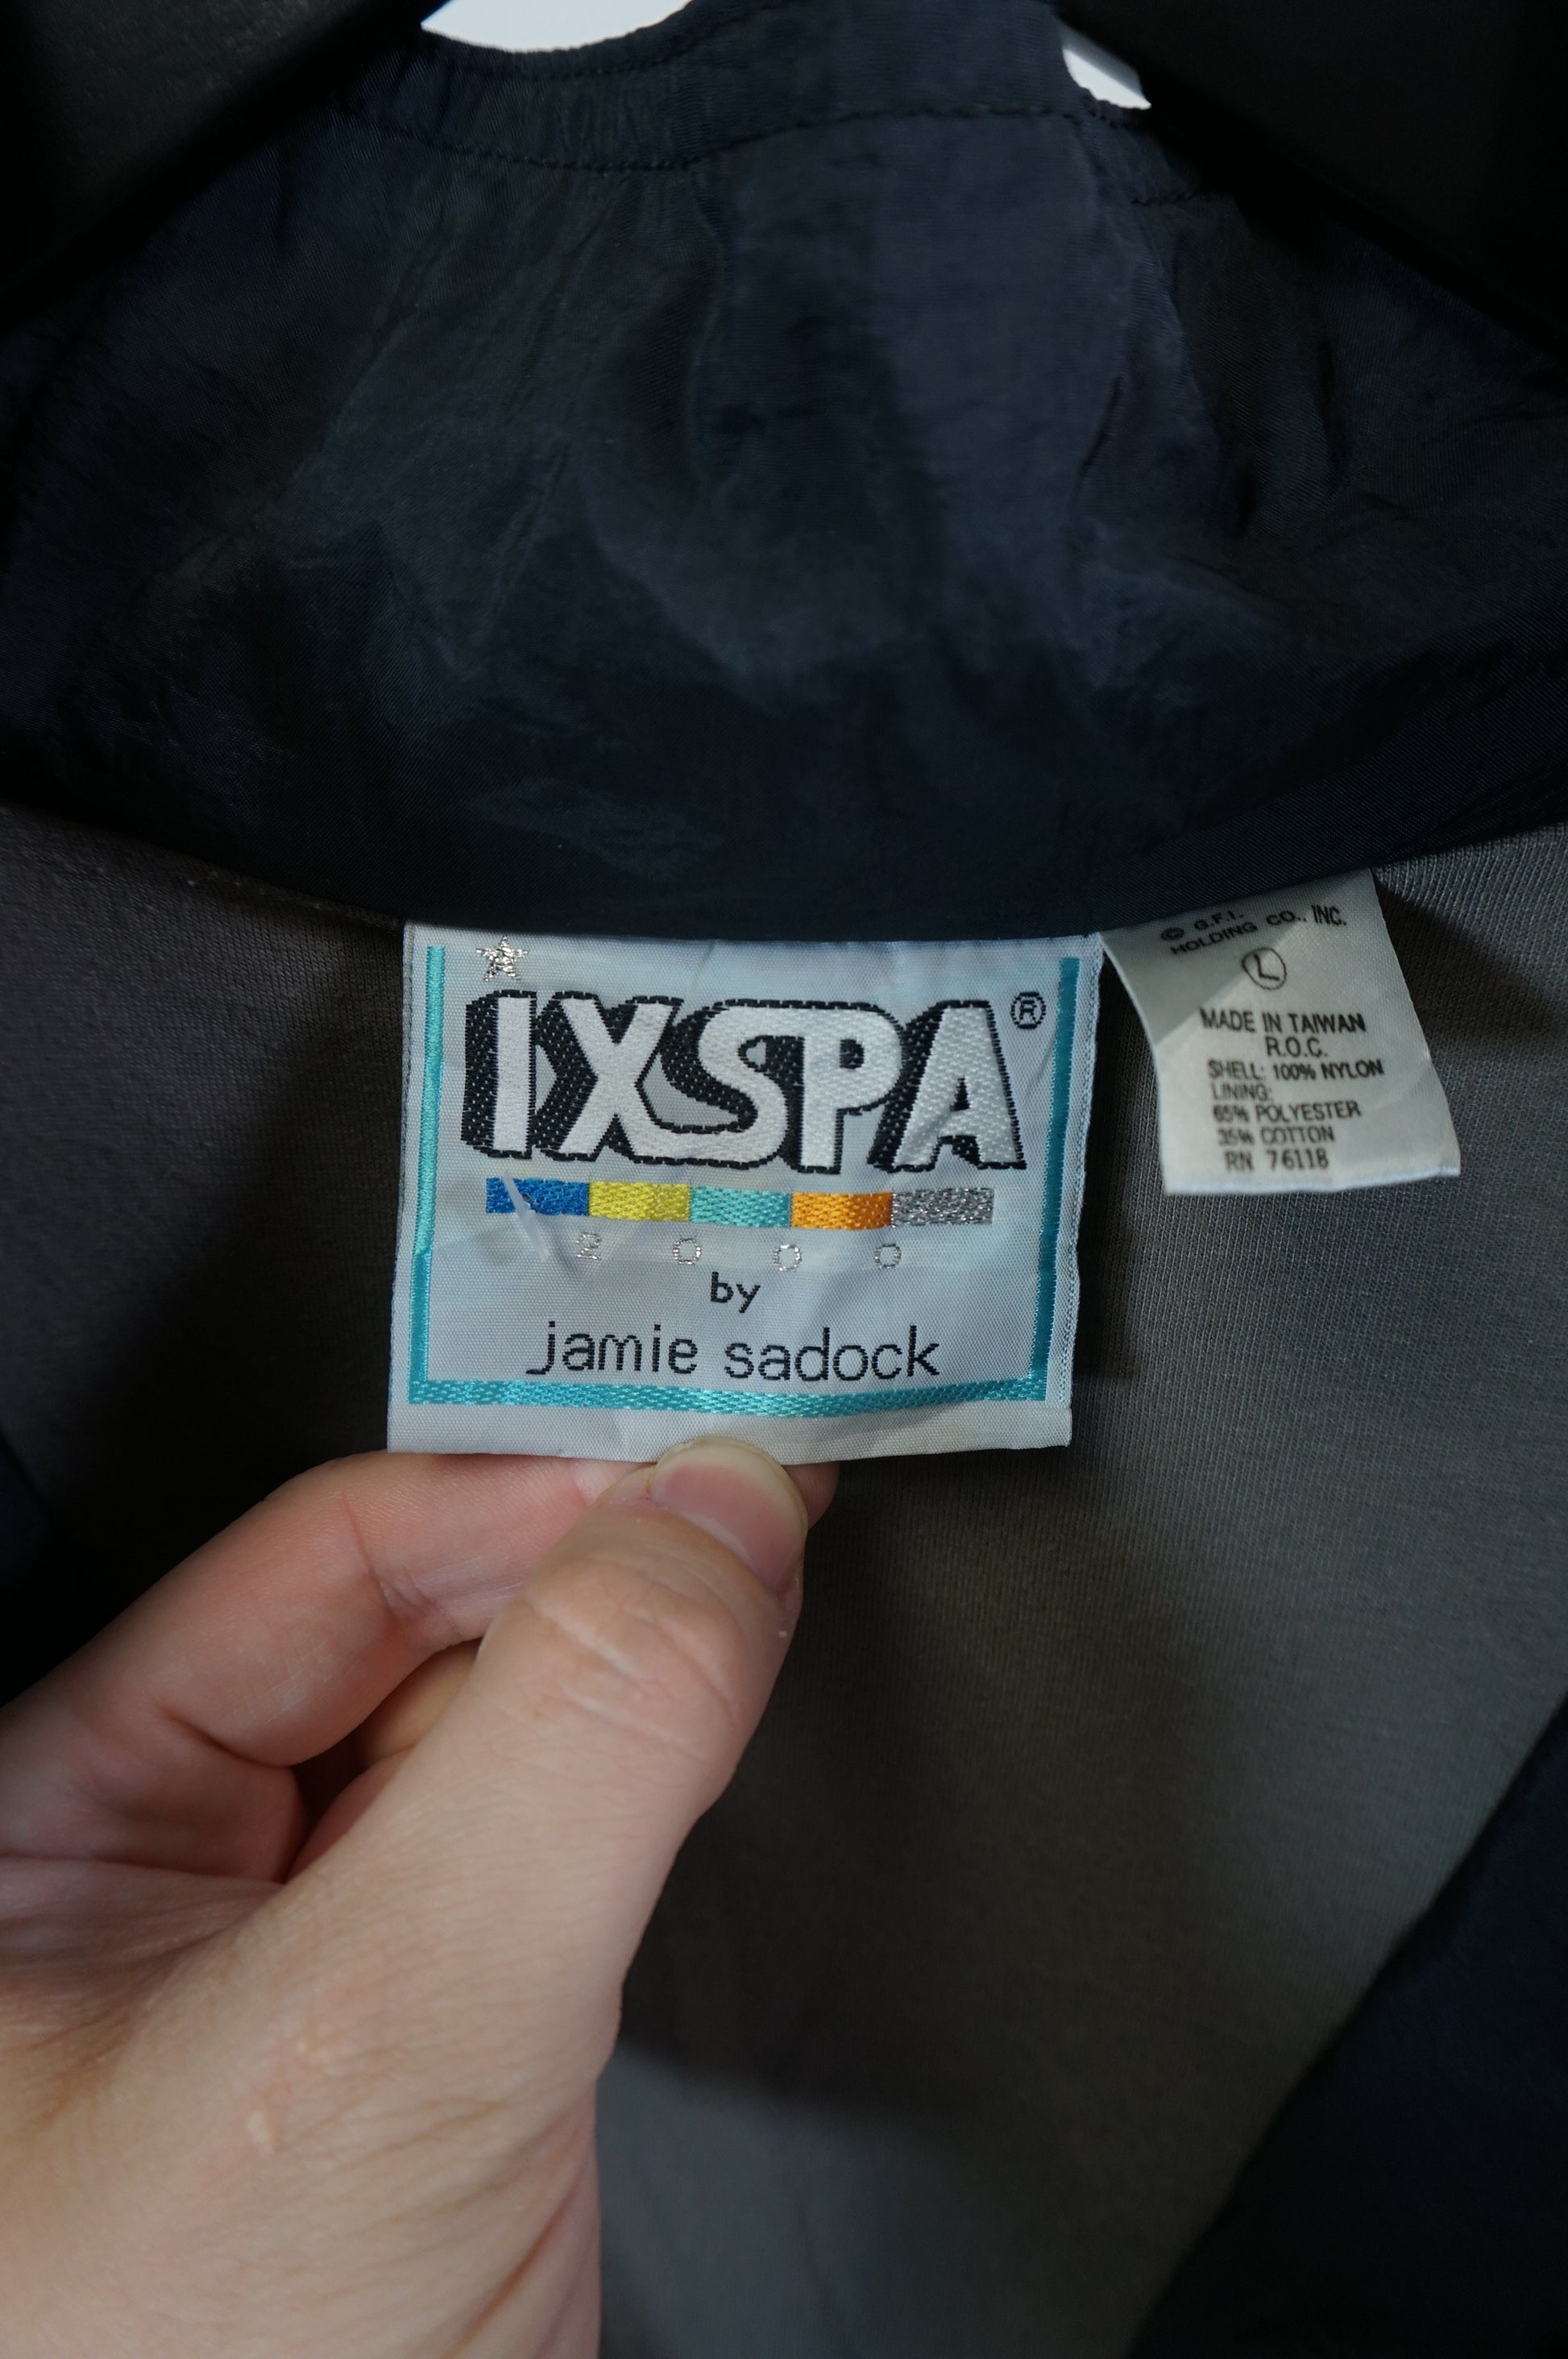 IXSPA®
2000
by
jamie sadock
© G.F.I.
HOLDING CO., INC.
L
MADE IN TAIWAN
R.O.C.
SHELL: 100% NYLON
LINING:
65% POLYESTER
35% COTTON
RN 76118